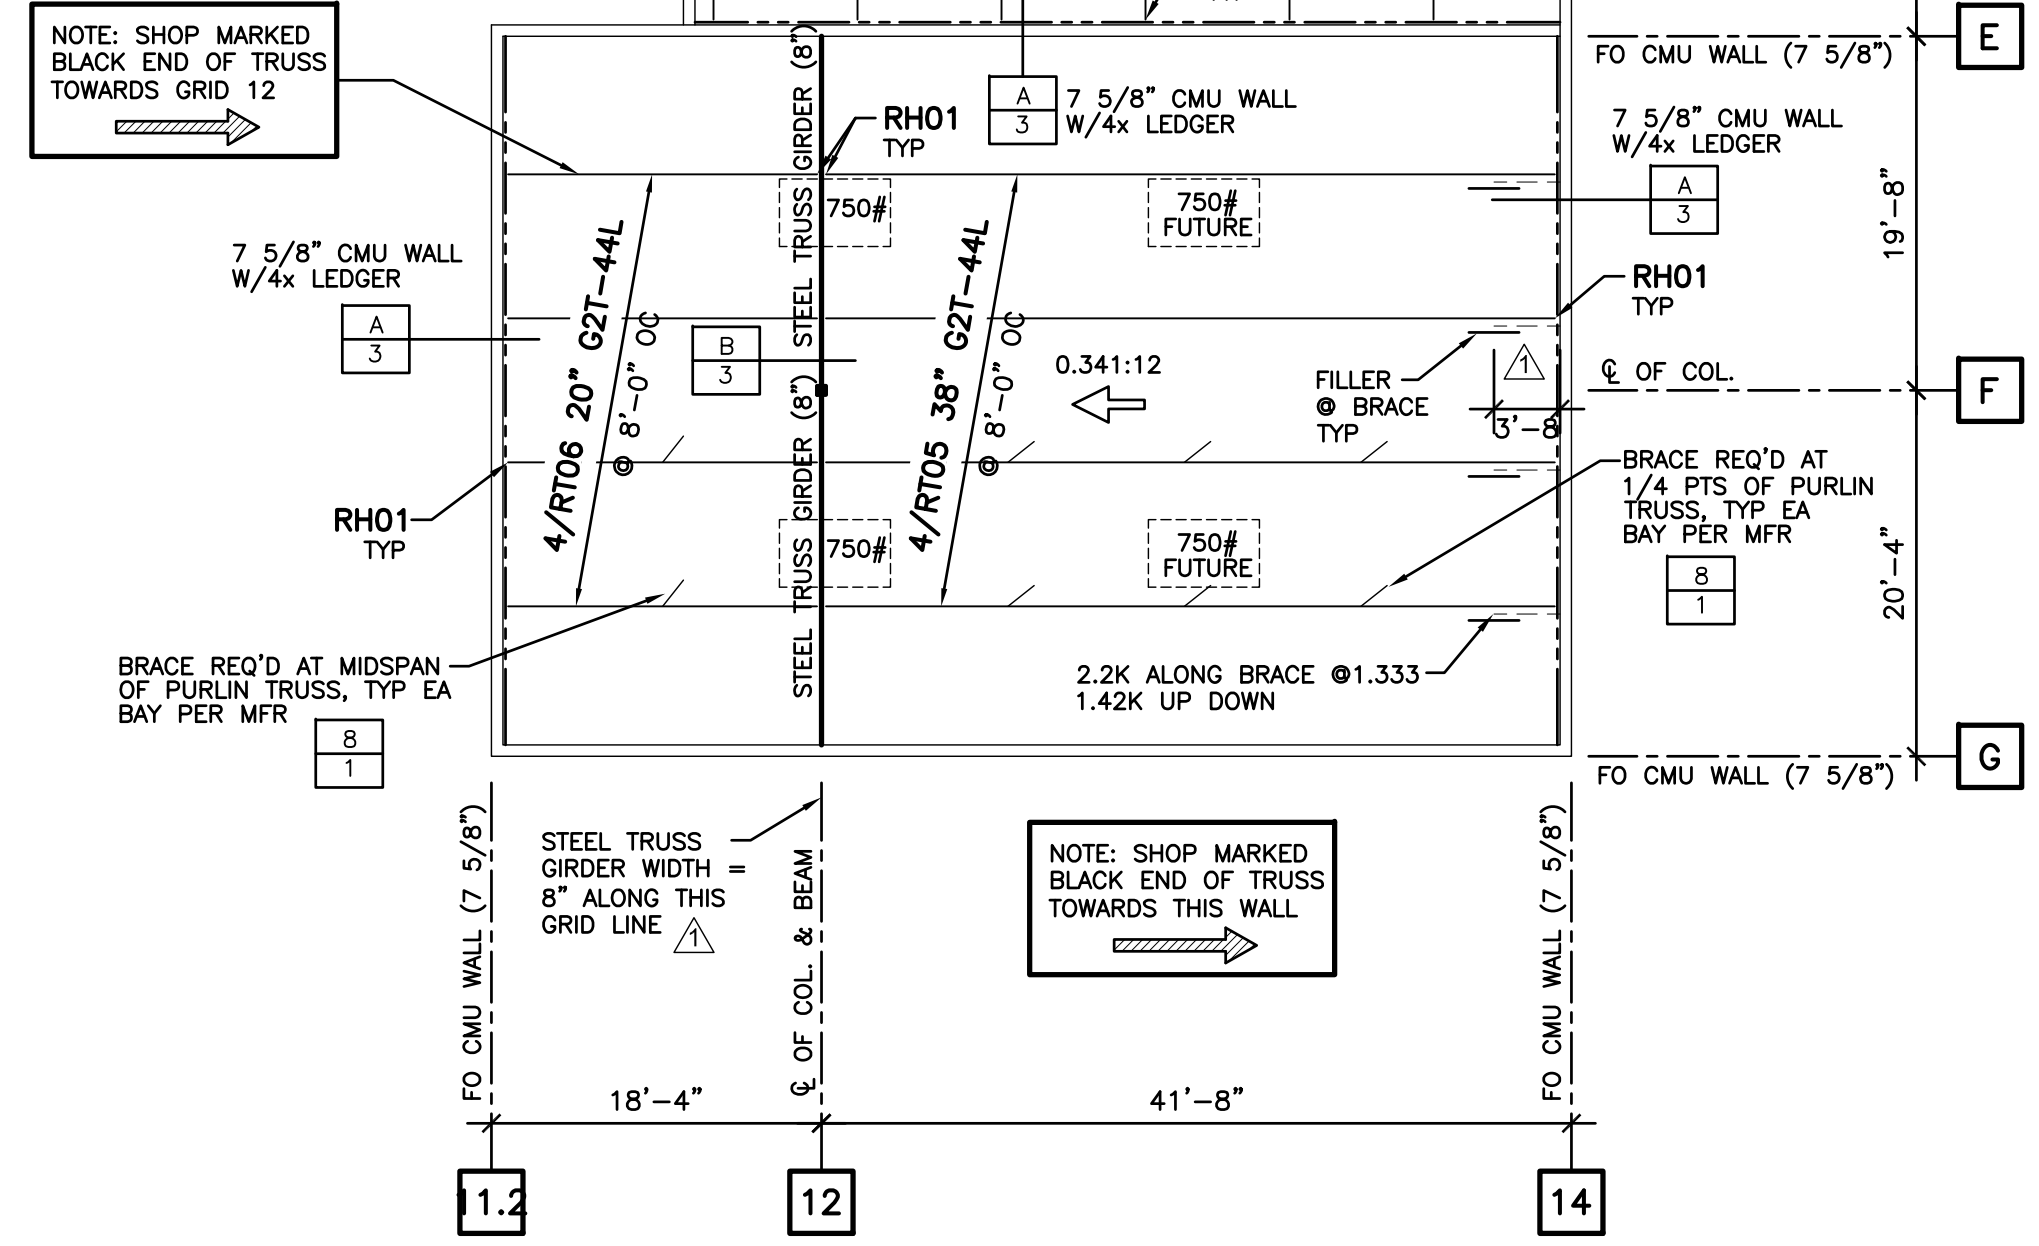 NOTE: SHOP MARKED
BLACK END OF TRUSS
TOWARDS GRID 12
E
FO CMU WALL (7 5/8")
RH01
TYP
A
3
7 5/8" CMU WALL
W/4x LEDGER
7 5/8" CMU WALL
W/4x LEDGER
A
3
19'-8"
STEEL TRUSS GIRDER (8")
STEEL TRUSS GIRDER (8")
750#
750#
FUTURE
7 5/8" CMU WALL
W/4x LEDGER
A
3
4/RT06 20" G2T-44L
@ 8'-0" OC
B
3
4/RT05 38" G2T-44L
@ 8'-0" OC
0.341:12
RH01
TYP
FILLER
@ BRACE
TYP
1
3'-8
℄ OF COL.
F
BRACE REQ'D AT
1/4 PTS OF PURLIN
TRUSS, TYP EA
BAY PER MFR
8
1
20'-4"
RH01
TYP
750#
750#
FUTURE
BRACE REQ'D AT MIDSPAN
OF PURLIN TRUSS, TYP EA
BAY PER MFR
8
1
2.2K ALONG BRACE @1.333
1.42K UP DOWN
G
FO CMU WALL (7 5/8")
FO CMU WALL (7 5/8")
STEEL TRUSS
GIRDER WIDTH =
8" ALONG THIS
GRID LINE
1
℄ OF COL. & BEAM
NOTE: SHOP MARKED
BLACK END OF TRUSS
TOWARDS THIS WALL
FO CMU WALL (7 5/8")
18'-4"
41'-8"
11.2
12
14